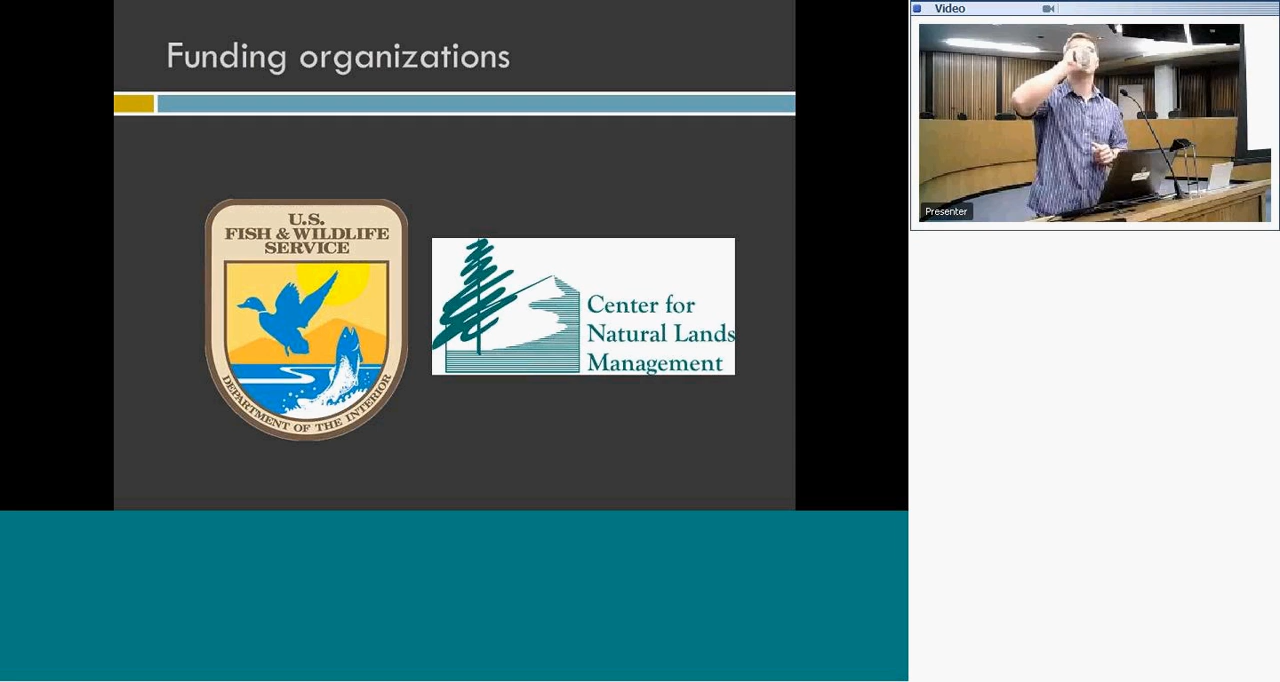 Funding organizations
U.S.
FISH & WILDLIFE
SERVICE
DEPARTMENT OF THE INTERIOR
Center for
Natural Lands
Management
Video
Presenter